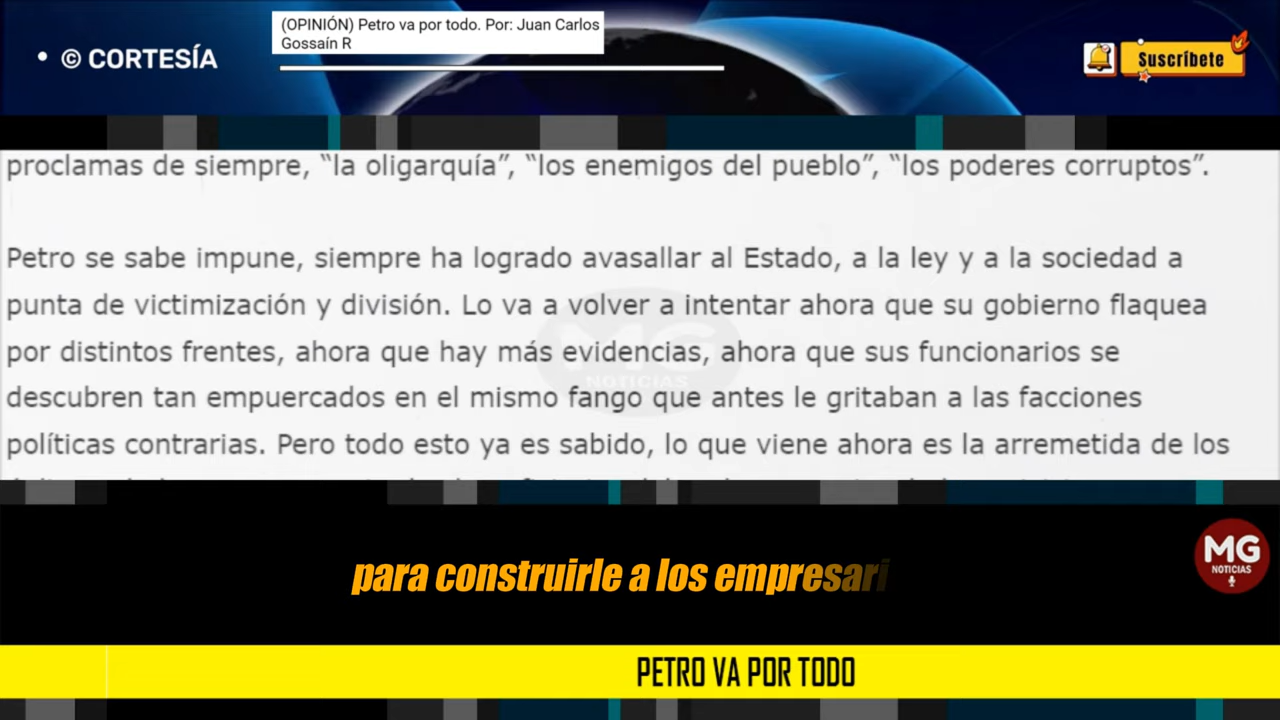 (OPINIÓN) Petro va por todo. Por: Juan Carlos
Gossaín R
• © CORTESÍA
Suscríbete
proclamas de siempre, “la oligarquía”, “los enemigos del pueblo”, “los poderes corruptos”.
Petro se sabe impune, siempre ha logrado avasallar al Estado, a la ley y a la sociedad a
punta de victimización y división. Lo va a volver a intentar ahora que su gobierno flaquea
por distintos frentes, ahora que hay más evidencias, ahora que sus funcionarios se
descubren tan empuercados en el mismo fango que antes le gritaban a las facciones
políticas contrarias. Pero todo esto ya es sabido, lo que viene ahora es la arremetida de los
MG
NOTICIAS
para construirle a los empresari
MG
NOTICIAS
PETRO VA POR TODO